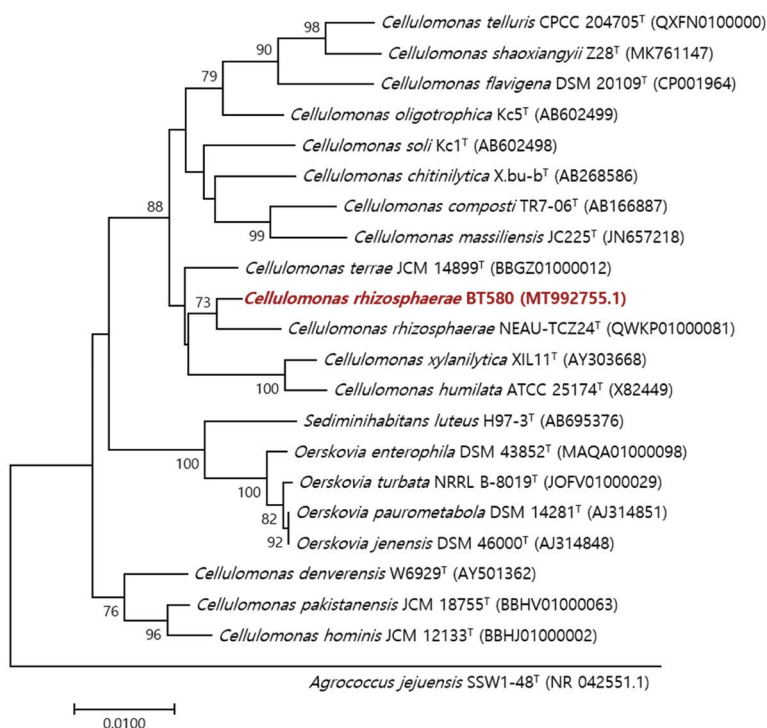 98
Cellulomonas telluris CPCC 204705ᵀ (QXFN0100000)
90
Cellulomonas shaoxiangyii Z28ᵀ (MK761147)
79
Cellulomonas flavigena DSM 20109ᵀ (CP001964)
Cellulomonas oligotrophica Kc5ᵀ (AB602499)
Cellulomonas soli Kc1ᵀ (AB602498)
Cellulomonas chitinilytica X.bu-bᵀ (AB268586)
88
Cellulomonas composti TR7-06ᵀ (AB166887)
99
Cellulomonas massiliensis JC225ᵀ (JN657218)
Cellulomonas terrae JCM 14899ᵀ (BBGZ01000012)
73
Cellulomonas rhizosphaerae BT580 (MT992755.1)
Cellulomonas rhizosphaerae NEAU-TCZ24ᵀ (QWKP01000081)
Cellulomonas xylanilytica XIL11ᵀ (AY303668)
100
Cellulomonas humilata ATCC 25174ᵀ (X82449)
Sediminihabitans luteus H97-3ᵀ (AB695376)
100
Oerskovia enterophila DSM 43852ᵀ (MAQA01000098)
100
Oerskovia turbata NRRL B-8019ᵀ (JOFV01000029)
82
Oerskovia paurometabola DSM 14281ᵀ (AJ314851)
92
Oerskovia jenensis DSM 46000ᵀ (AJ314848)
Cellulomonas denverensis W6929ᵀ (AY501362)
76
Cellulomonas pakistanensis JCM 18755ᵀ (BBHV01000063)
96
Cellulomonas hominis JCM 12133ᵀ (BBHJ01000002)
Agrococcus jejuensis SSW1-48ᵀ (NR 042551.1)
0.0100